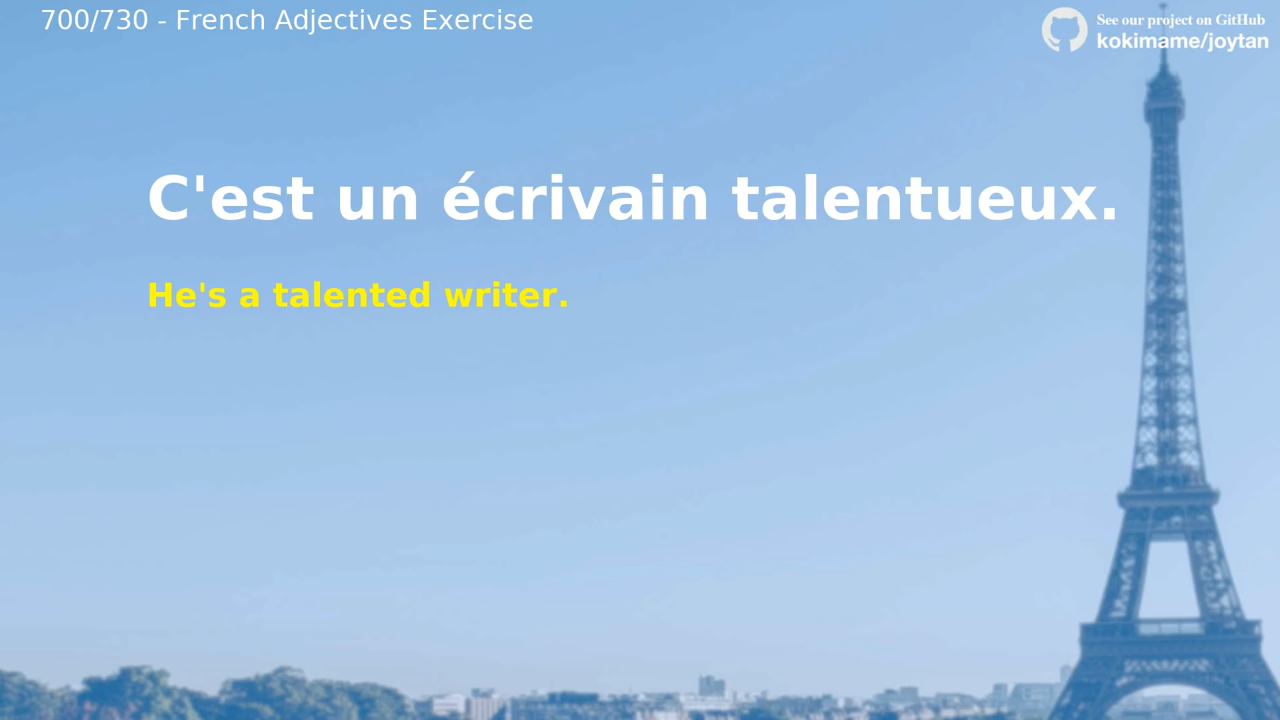 700/730 - French Adjectives Exercise
See our project on GitHub
kokimame/joytan
C'est un écrivain talentueux.
He's a talented writer.